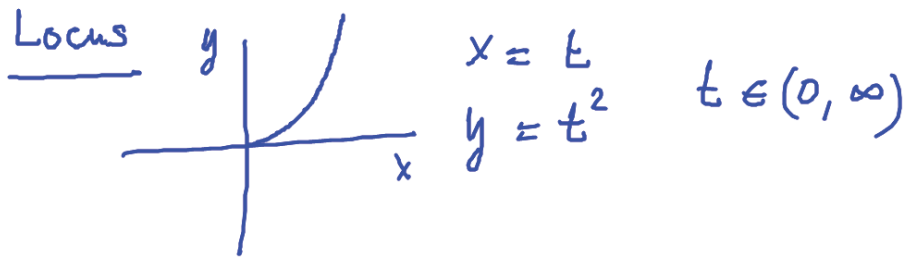 Locus
y
x
x = t
y = t²
t ∈ (0, ∞)